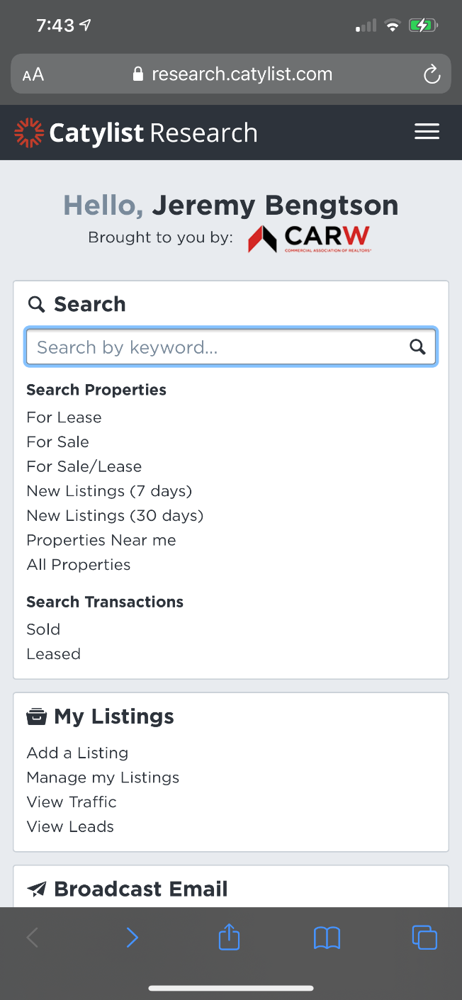 7:43
AA research.catylist.com
Catylist Research
Hello, Jeremy Bengtson
Brought to you by: CARW
COMMERCIAL ASSOCIATION OF REALTORS®
Search
Search by keyword...
Search Properties
For Lease
For Sale
For Sale/Lease
New Listings (7 days)
New Listings (30 days)
Properties Near me
All Properties
Search Transactions
Sold
Leased
My Listings
Add a Listing
Manage my Listings
View Traffic
View Leads
Broadcast Email